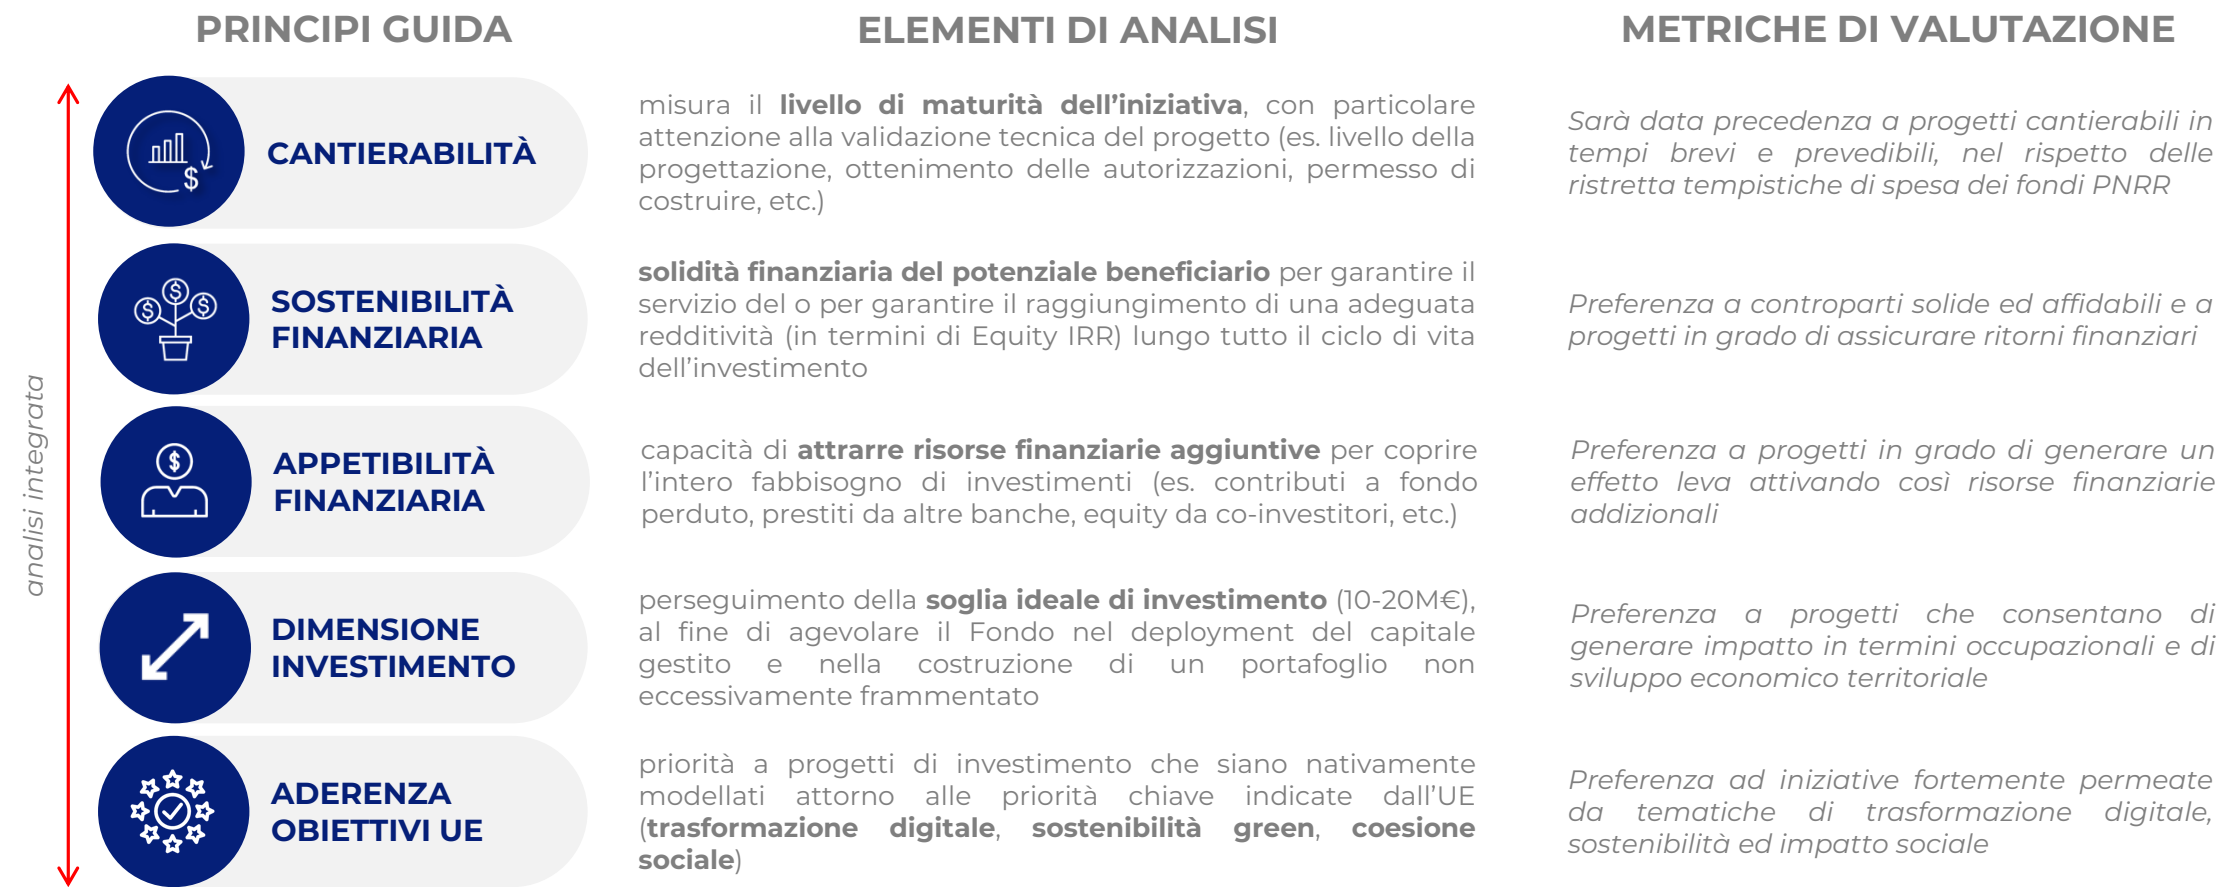 PRINCIPI GUIDA
ELEMENTI DI ANALISI
METRICHE DI VALUTAZIONE
analisi integrata
CANTIERABILITÀ
misura il livello di maturità dell’iniziativa, con particolare
attenzione alla validazione tecnica del progetto (es. livello della
progettazione, ottenimento delle autorizzazioni, permesso di
costruire, etc.)
Sarà data precedenza a progetti cantierabili in
tempi brevi e prevedibili, nel rispetto delle
ristretta tempistiche di spesa dei fondi PNRR
SOSTENIBILITÀ
FINANZIARIA
solidità finanziaria del potenziale beneficiario per garantire il
servizio del o per garantire il raggiungimento di una adeguata
redditività (in termini di Equity IRR) lungo tutto il ciclo di vita
dell’investimento
Preferenza a controparti solide ed affidabili e a
progetti in grado di assicurare ritorni finanziari
APPETIBILITÀ
FINANZIARIA
capacità di attrarre risorse finanziarie aggiuntive per coprire
l’intero fabbisogno di investimenti (es. contributi a fondo
perduto, prestiti da altre banche, equity da co-investitori, etc.)
Preferenza a progetti in grado di generare un
effetto leva attivando così risorse finanziarie
addizionali
DIMENSIONE
INVESTIMENTO
perseguimento della soglia ideale di investimento (10-20M€),
al fine di agevolare il Fondo nel deployment del capitale
gestito e nella costruzione di un portafoglio non
eccessivamente frammentato
Preferenza a progetti che consentano di
generare impatto in termini occupazionali e di
sviluppo economico territoriale
ADERENZA
OBIETTIVI UE
priorità a progetti di investimento che siano nativamente
modellati attorno alle priorità chiave indicate dall’UE
(trasformazione digitale, sostenibilità green, coesione
sociale)
Preferenza ad iniziative fortemente permeate
da tematiche di trasformazione digitale,
sostenibilità ed impatto sociale